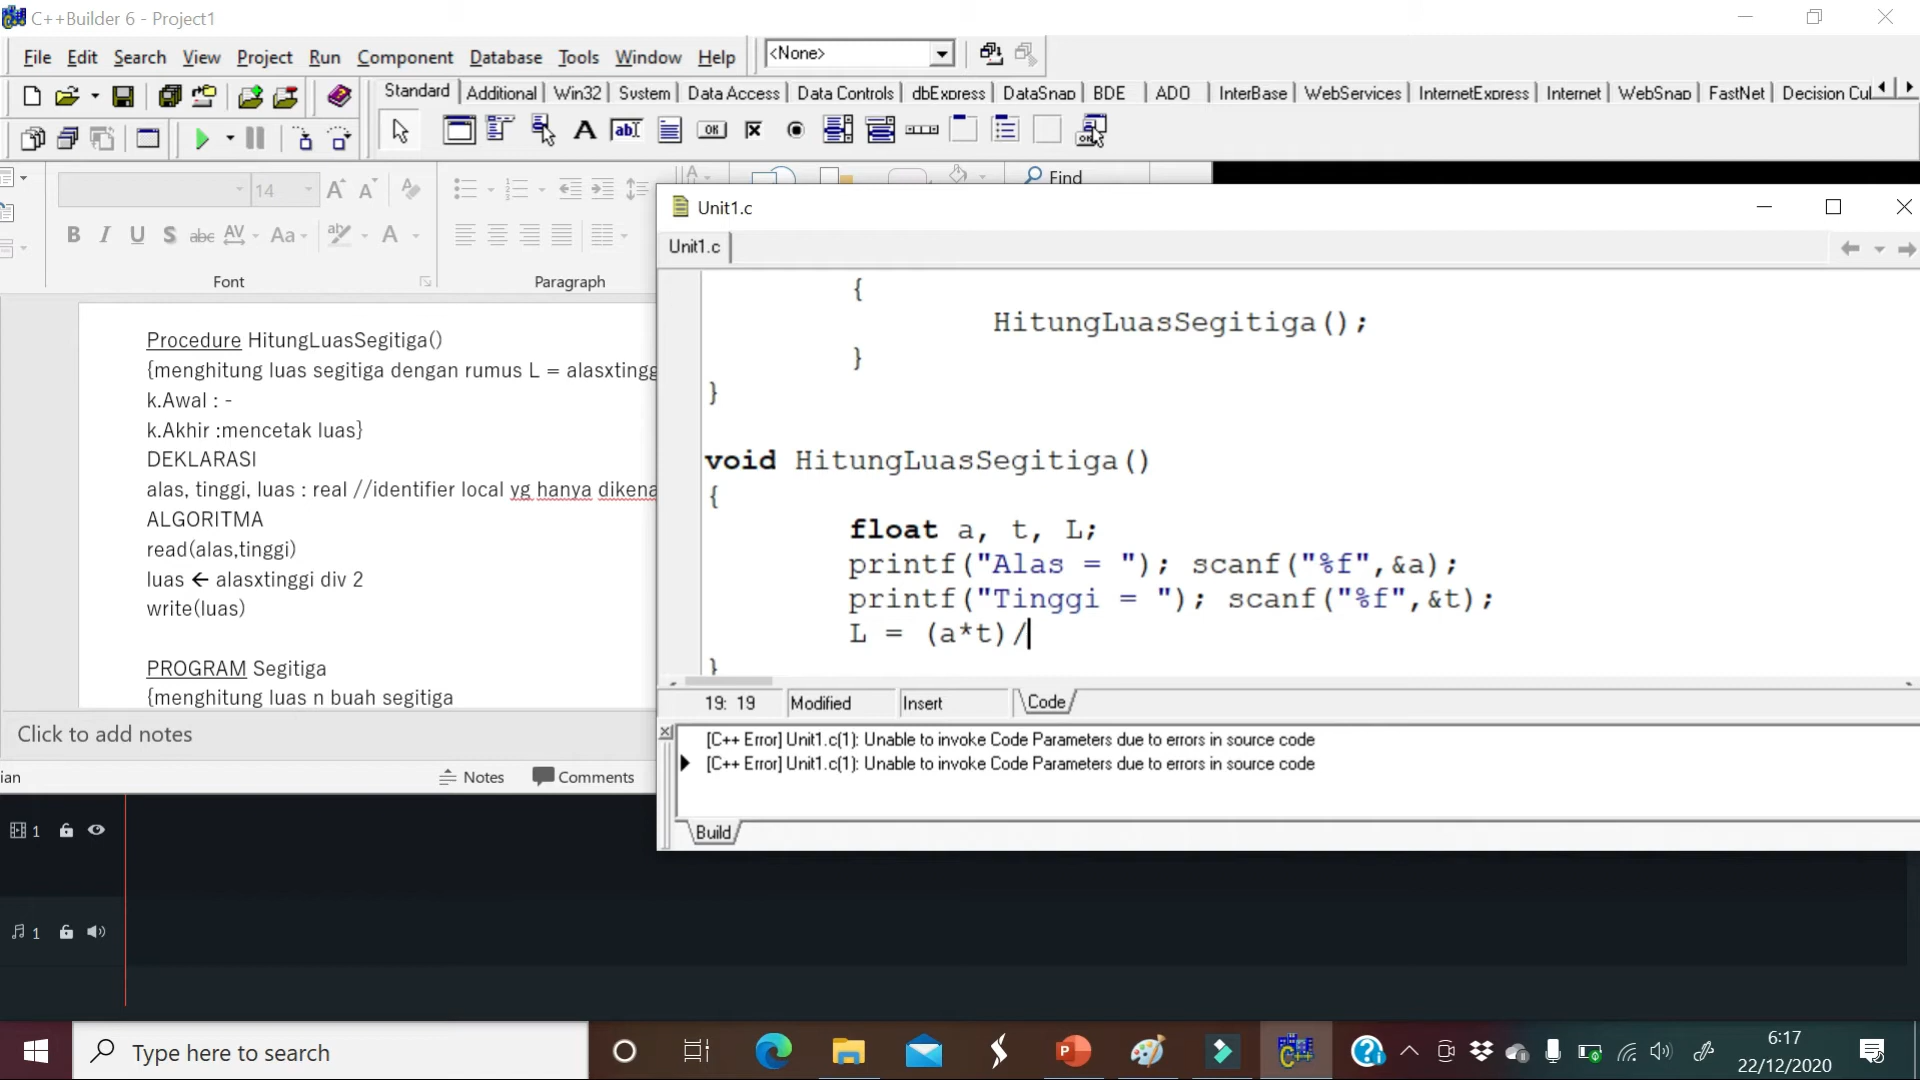 C++Builder 6 - Project1
File Edit Search View Project Run Component Database Tools Window Help
<None>
Standard Additional Win32 System Data Access Data Controls dbExpress DataSnap BDE ADO InterBase WebServices InternetExpress Internet WebSnap FastNet Decision Cu
14
Find
B I U S abc AV Aa A
Font
Paragraph
Procedure HitungLuasSegitiga()
{menghitung luas segitiga dengan rumus L = alasxtingg
k.Awal : -
k.Akhir :mencetak luas}
DEKLARASI
alas, tinggi, luas : real //identifier local yg hanya dikena
ALGORITMA
read(alas,tinggi)
luas ← alasxtinggi div 2
write(luas)
PROGRAM Segitiga
{menghitung luas n buah segitiga
Click to add notes
ian
Notes
Comments
Unit1.c
Unit1.c
{
HitungLuasSegitiga();
}
}
void HitungLuasSegitiga()
{
float a, t, L;
printf("Alas = "); scanf("%f",&a);
printf("Tinggi = "); scanf("%f",&t);
L = (a*t)/
}
19: 19 Modified Insert Code
[C++ Error] Unit1.c(1): Unable to invoke Code Parameters due to errors in source code
[C++ Error] Unit1.c(1): Unable to invoke Code Parameters due to errors in source code
Build
1
1
Type here to search
6:17
22/12/2020